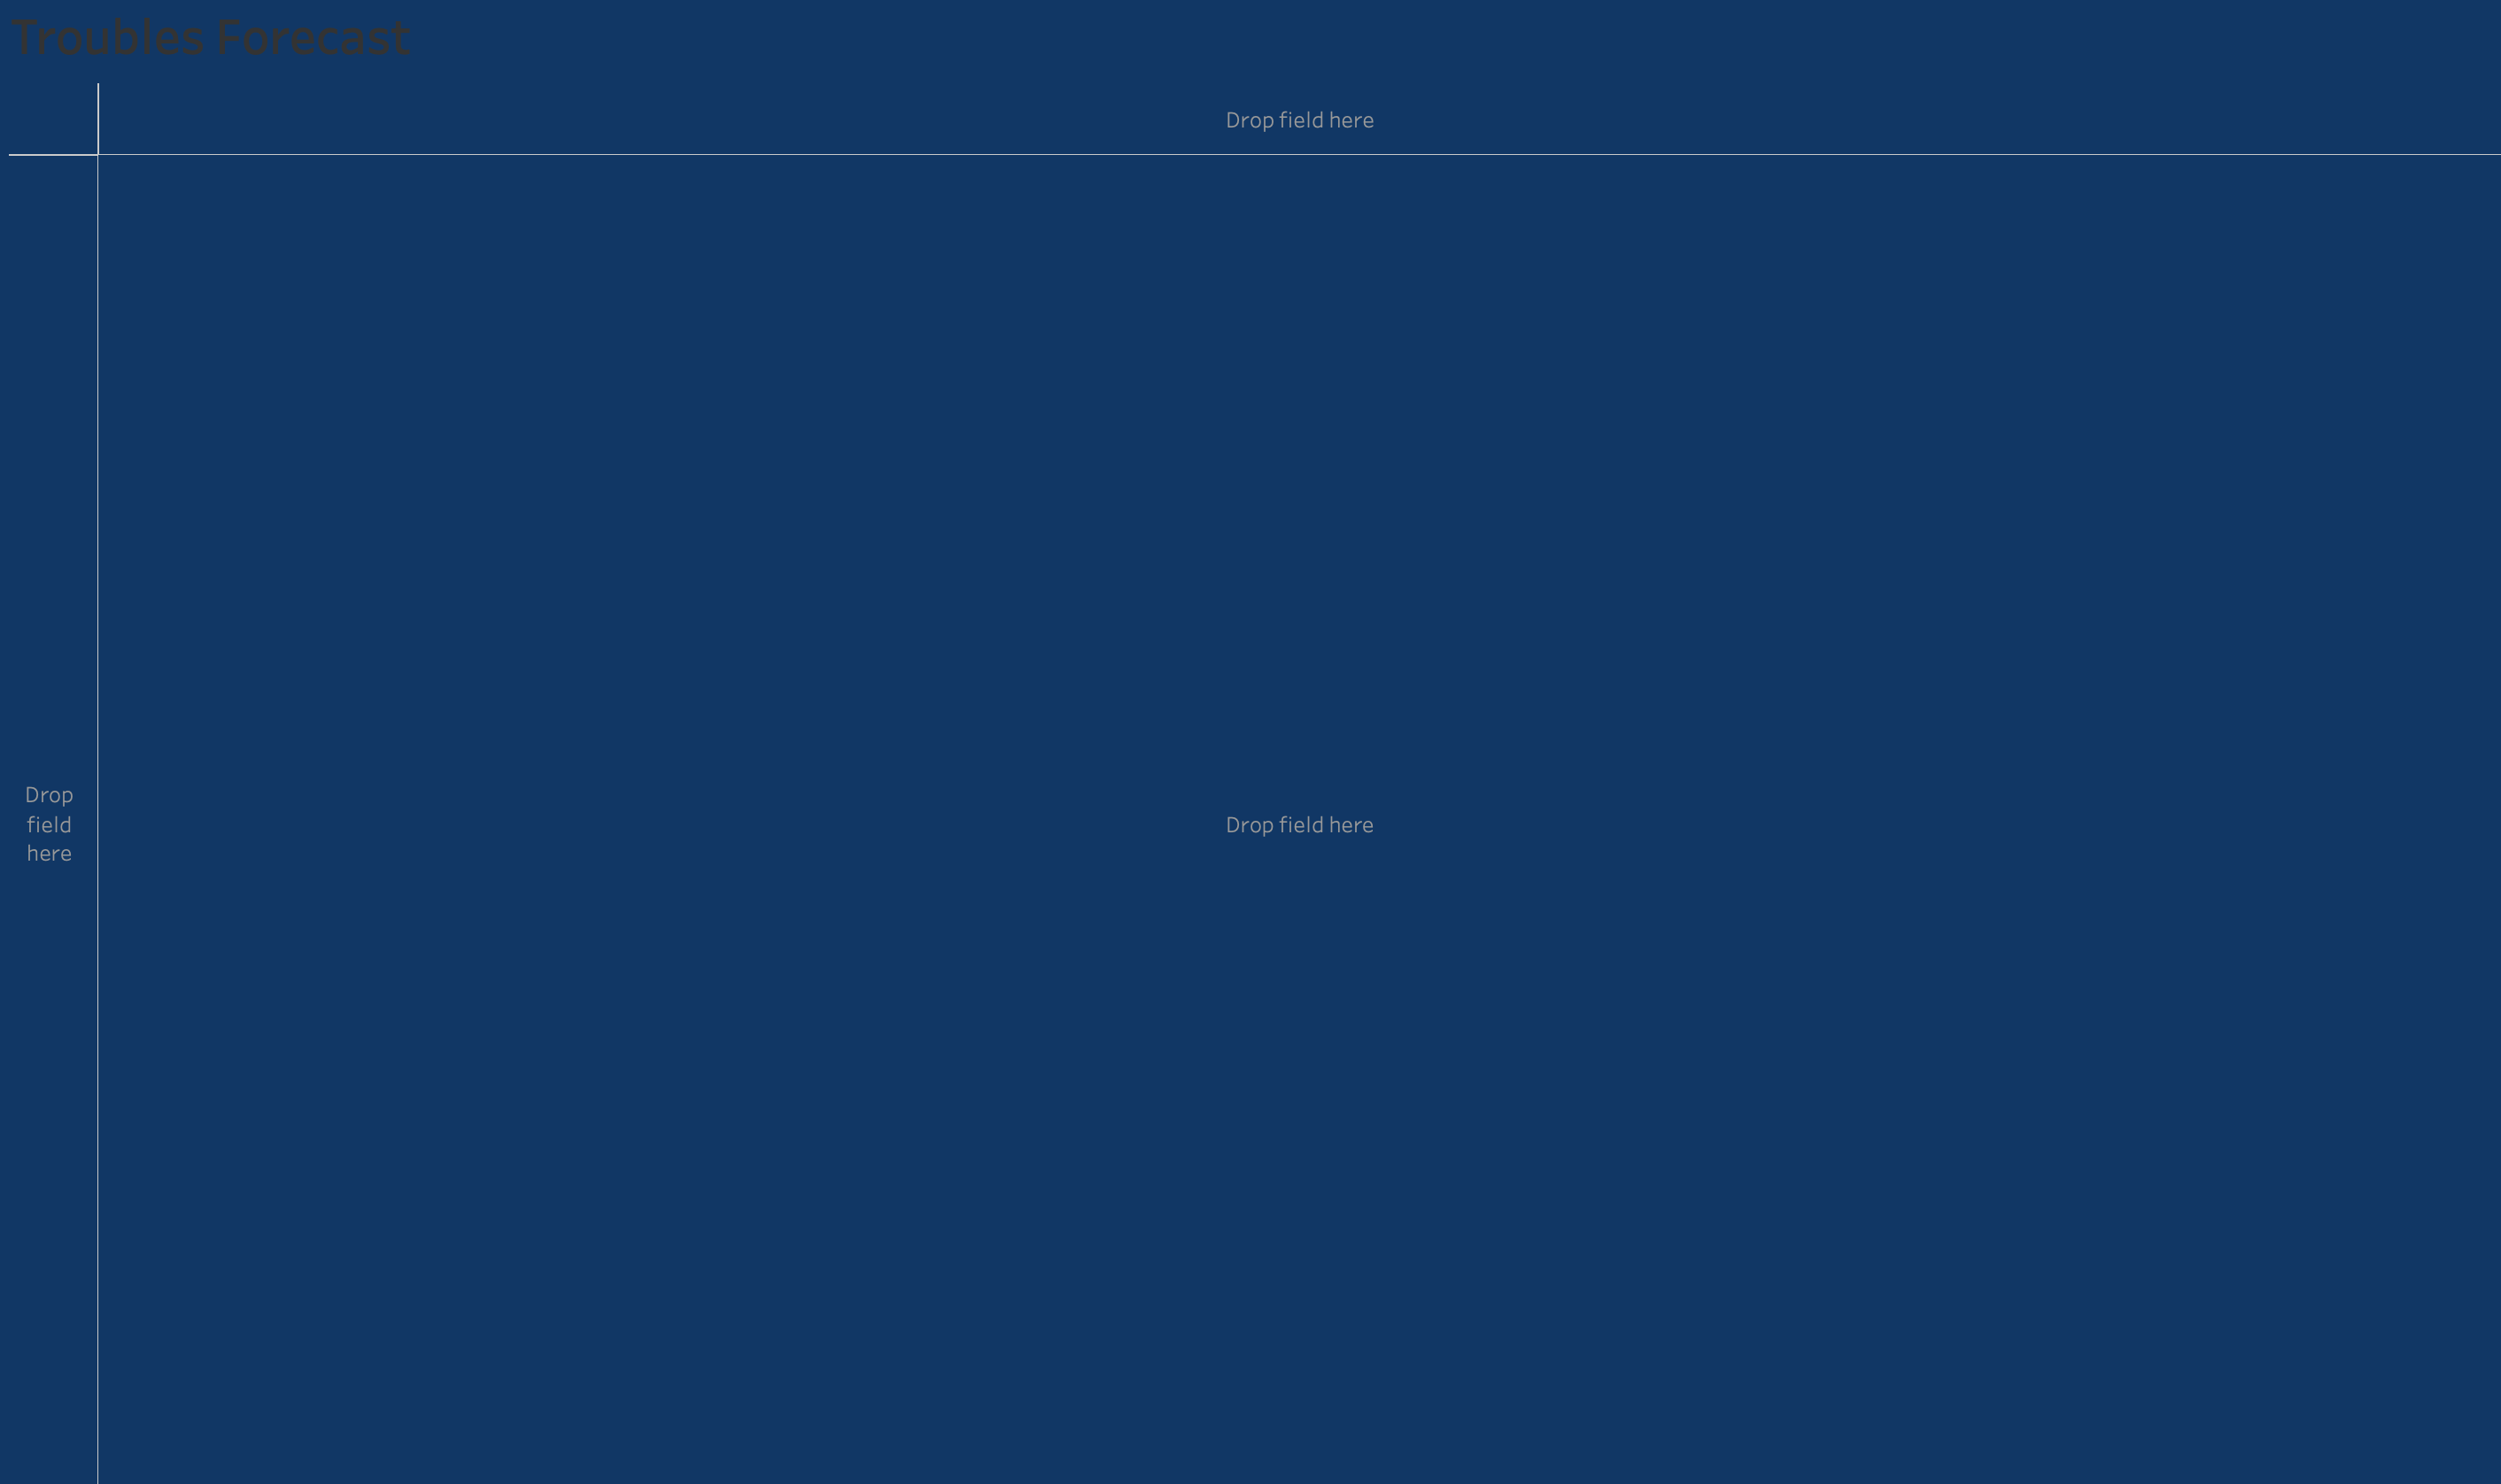 Troubles Forecast
Drop field here
Drop
field
here
Drop field here